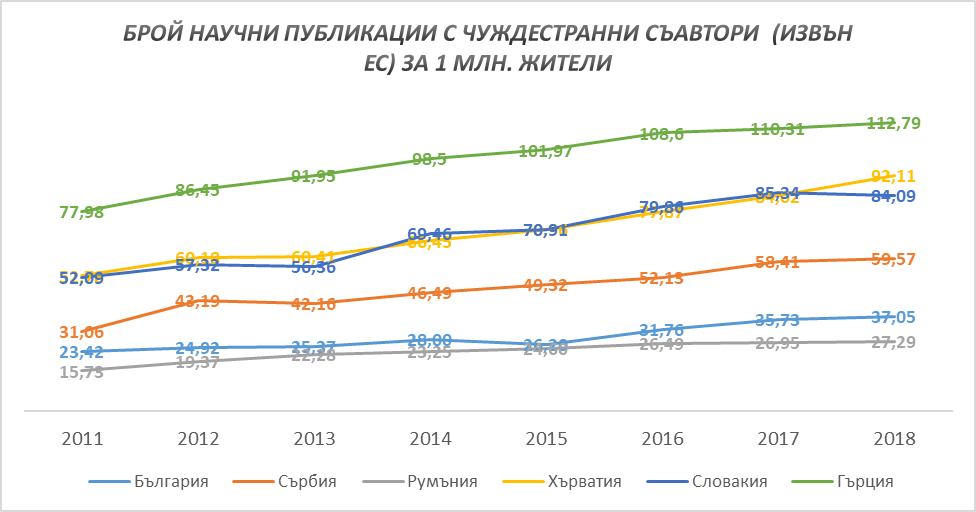 БРОЙ НАУЧНИ ПУБЛИКАЦИИ С ЧУЖДЕСТРАННИ СЪАВТОРИ (ИЗВЪН
ЕС) ЗА 1 МЛН. ЖИТЕЛИ
77,98 86,45 91,95 98,5 101,97 108,6 110,31 112,79
92,11
52,89 57,32 56,36 69,46 70,91 79,86 85,34 84,09
31,06 43,19 42,16 46,49 49,32 52,13 58,41 59,57
23,42 24,92 25,37 28,00 31,76 35,73 37,05
15,73 19,37 22,28 23,25 26,49 26,95 27,29
2011 2012 2013 2014 2015 2016 2017 2018
България Сърбия Румъния Хърватия Словакия Гърция